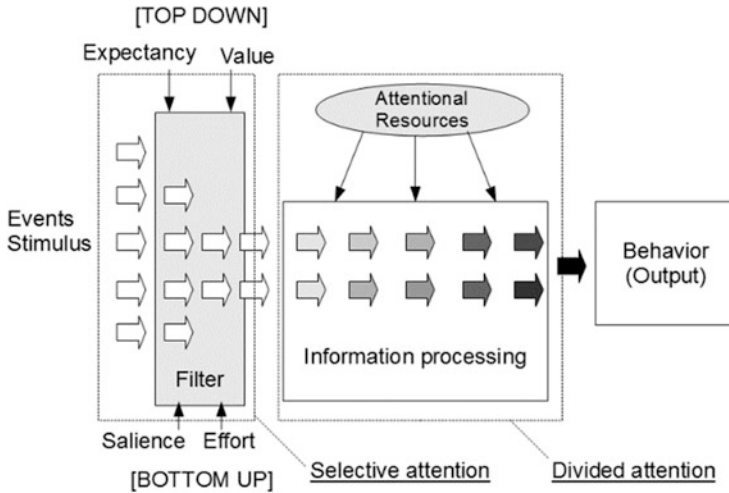 [TOP DOWN]
Expectancy
Value
Attentional
Resources
Events
Stimulus
Behavior
(Output)
Information processing
Filter
Salience
Effort
[BOTTOM UP]
Selective attention
Divided attention